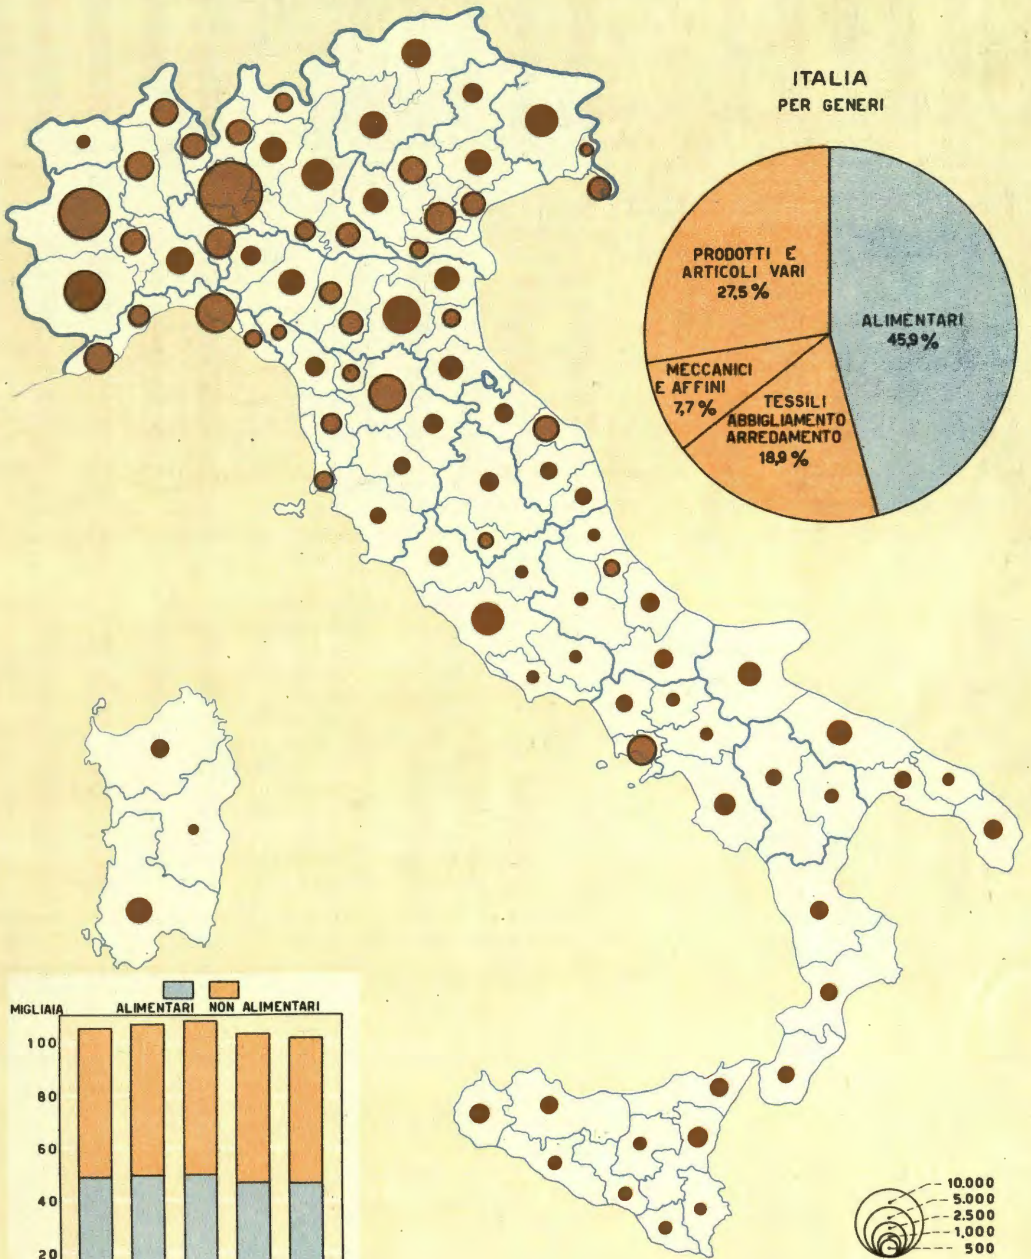 ITALIA
PER GENERI
PRODOTTI E
ARTICOLI VARI
27,5 %
ALIMENTARI
45,9 %
MECCANICI
E AFFINI
7,7 %
TESSILI
ABBIGLIAMENTO
ARREDAMENTO
18,9 %
MIGLIAIA
ALIMENTARI NON ALIMENTARI
100
80
60
40
20
10.000
5.000
2.500
1.000
500